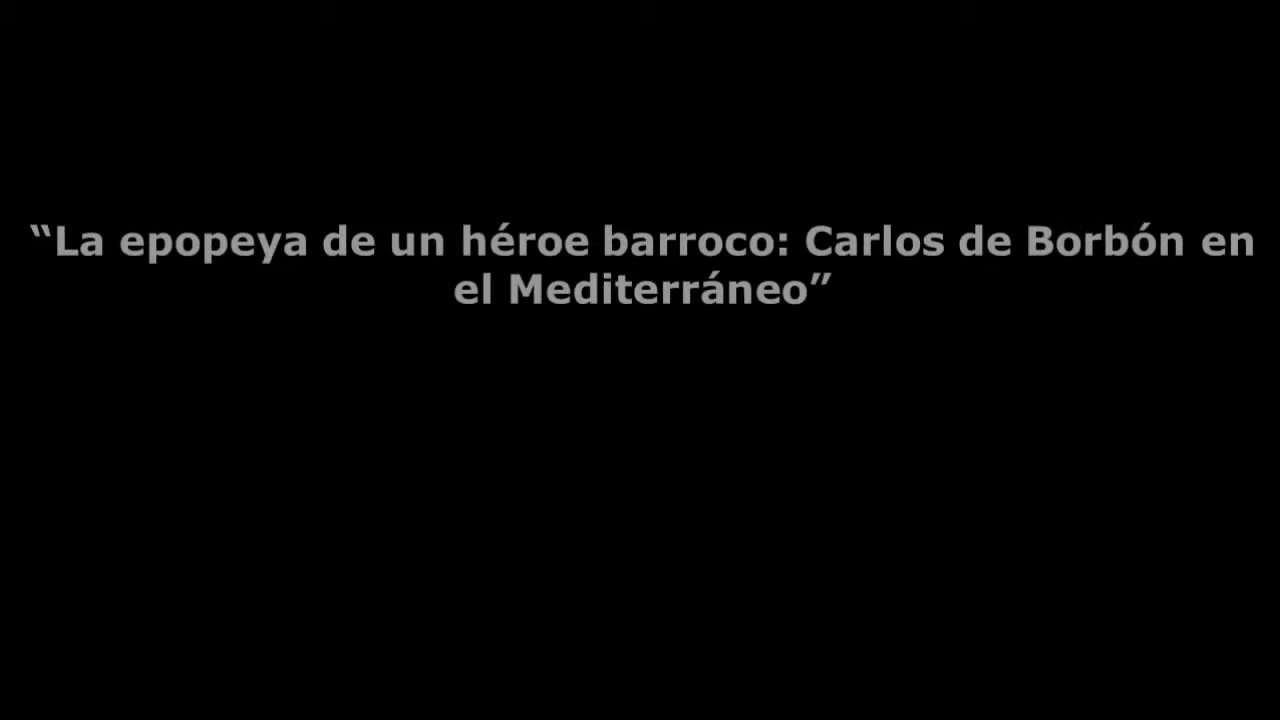 “La epopeya de un héroe barroco: Carlos de Borbón en
el Mediterráneo”